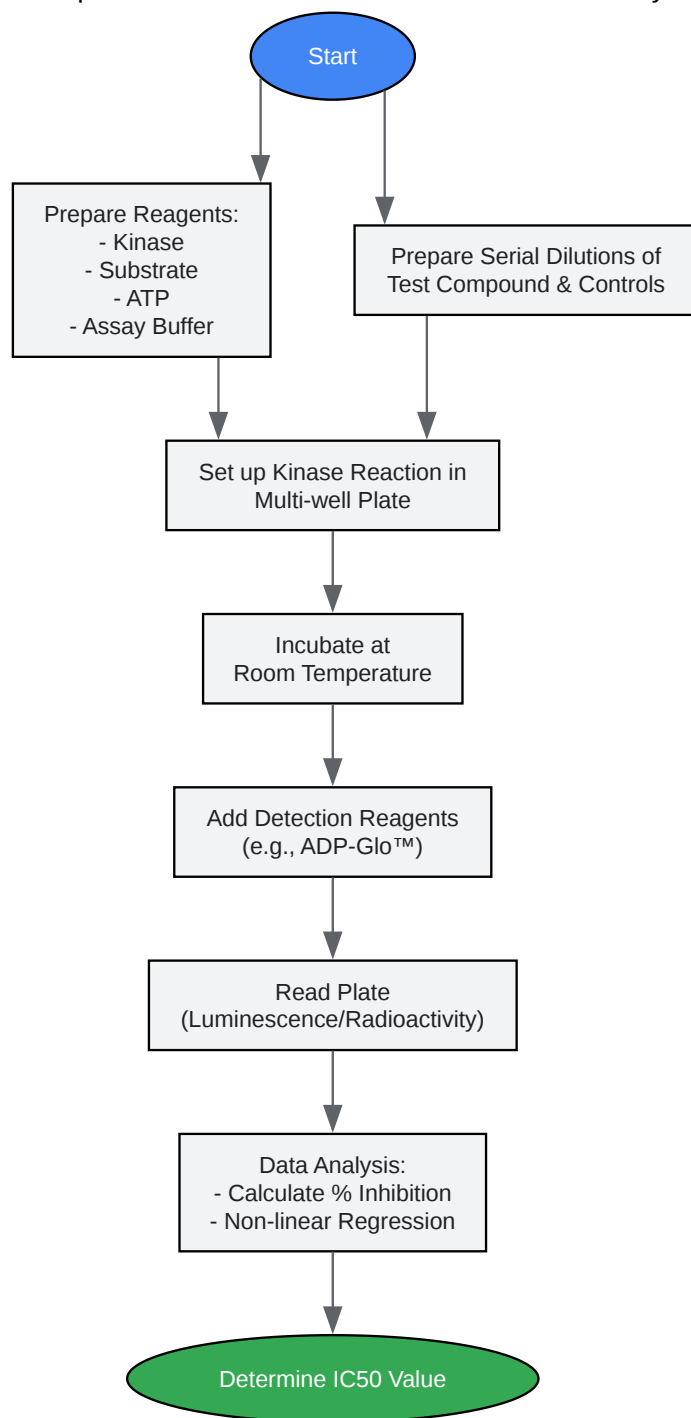 Start
Prepare Reagents:
- Kinase
- Substrate
- ATP
- Assay Buffer
Prepare Serial Dilutions of
Test Compound & Controls
Set up Kinase Reaction in
Multi-well Plate
Incubate at
Room Temperature
Add Detection Reagents
(e.g., ADP-Glo™)
Read Plate
(Luminescence/Radioactivity)
Data Analysis:
- Calculate % Inhibition
- Non-linear Regression
Determine IC50 Value